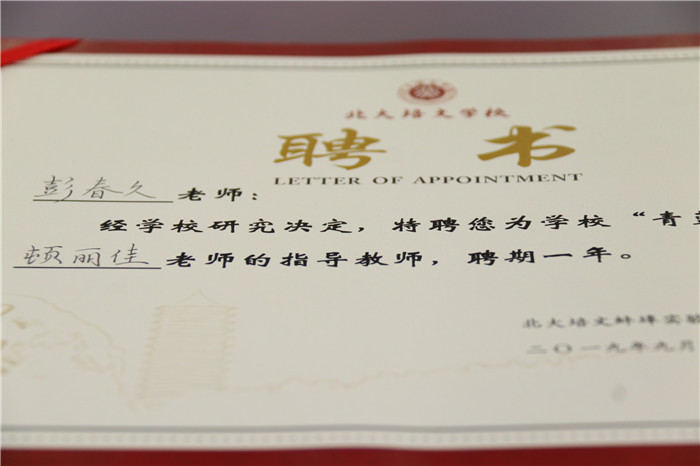 北大培文学校
聘书
LETTER OF APPOINTMENT
彭春久老师：
经学校研究决定，特聘您为学校“青
顿丽佳老师的指导教师，聘期一年。
北大培文蚌埠实验
二〇一九年九月